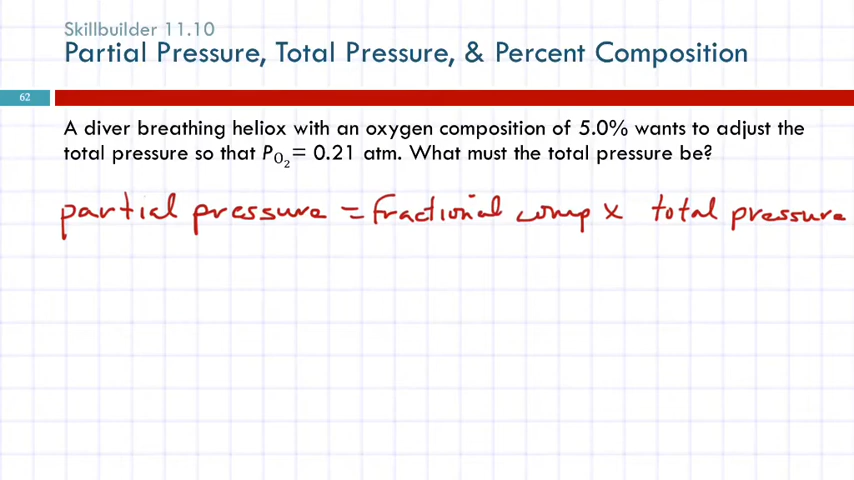 Skillbuilder 11.10
Partial Pressure, Total Pressure, & Percent Composition
62
A diver breathing heliox with an oxygen composition of 5.0% wants to adjust the
total pressure so that P_O₂ = 0.21 atm. What must the total pressure be?
partial pressure = fractional comp x total pressure